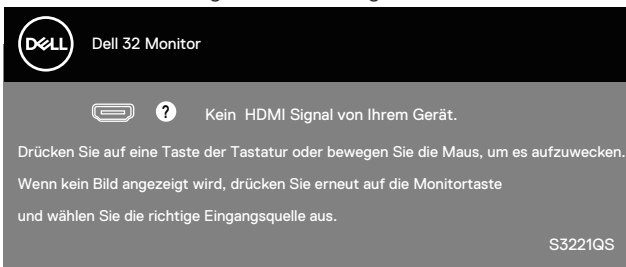 DELL
Dell 32 Monitor
? Kein HDMI Signal von Ihrem Gerät.
Drücken Sie auf eine Taste der Tastatur oder bewegen Sie die Maus, um es aufzuwecken.
Wenn kein Bild angezeigt wird, drücken Sie erneut auf die Monitortaste
und wählen Sie die richtige Eingangsquelle aus.
S3221QS